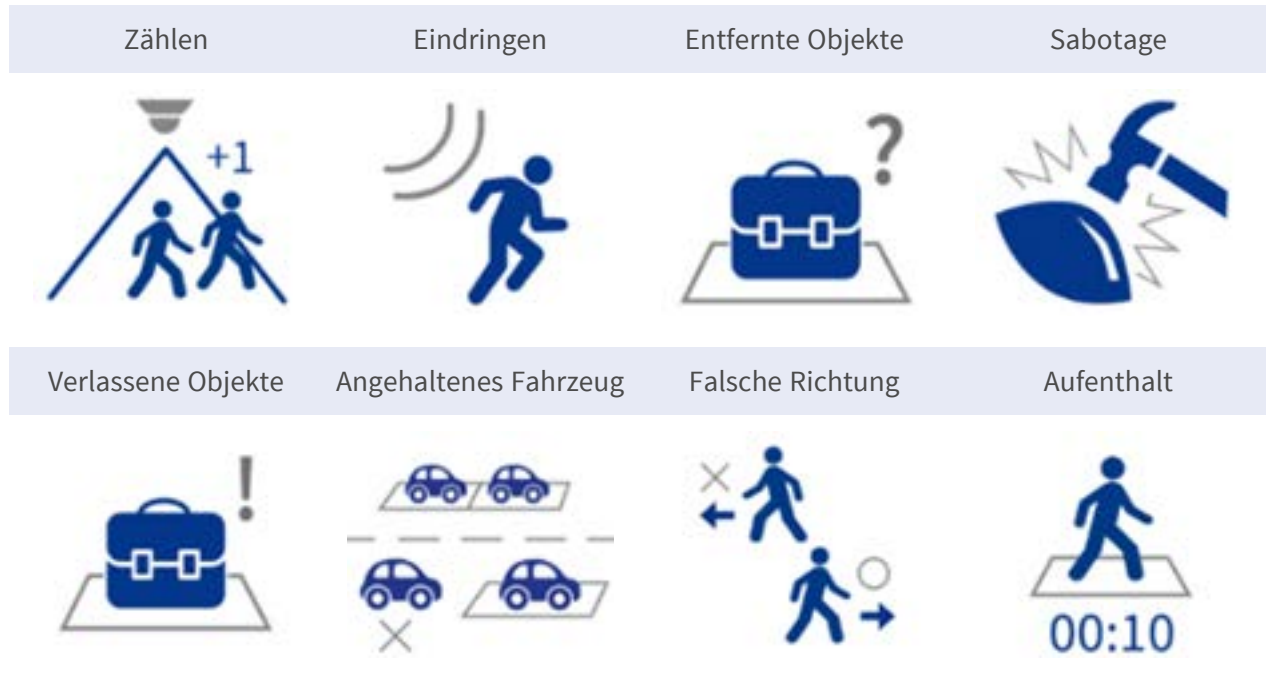 Zählen Eindringen Entfernte Objekte Sabotage
+1 ?
Verlassene Objekte Angehaltenes Fahrzeug Falsche Richtung Aufenthalt
!
00:10